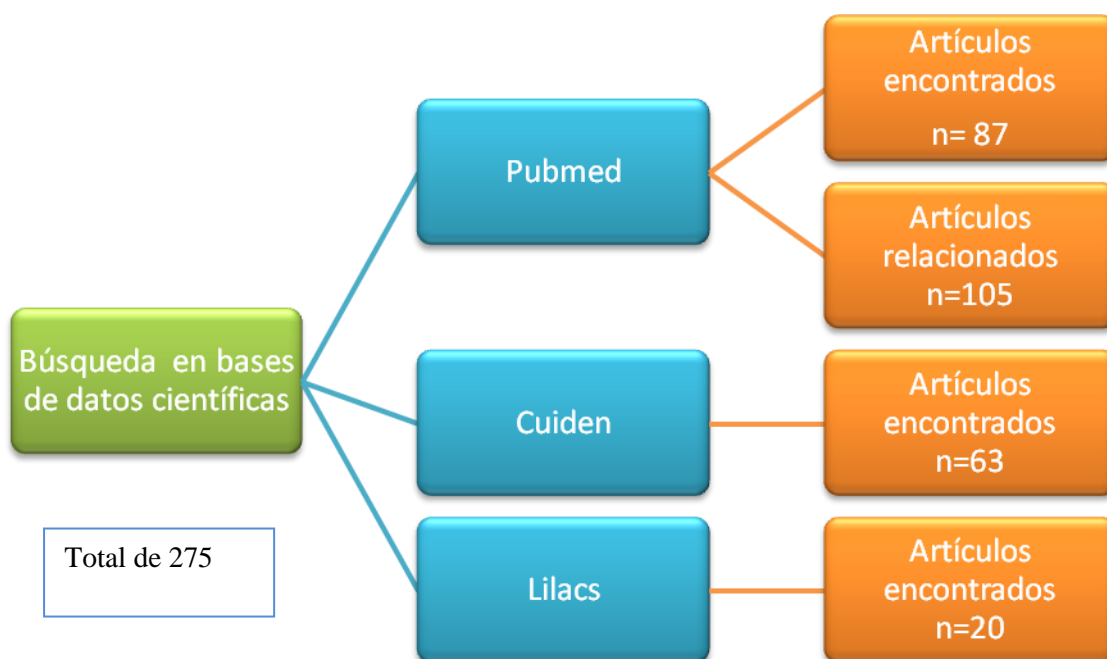 Búsqueda en bases
de datos científicas
Total de 275
Pubmed
Artículos
encontrados
n= 87
Artículos
relacionados
n=105
Cuiden
Artículos
encontrados
n=63
Lilacs
Artículos
encontrados
n=20